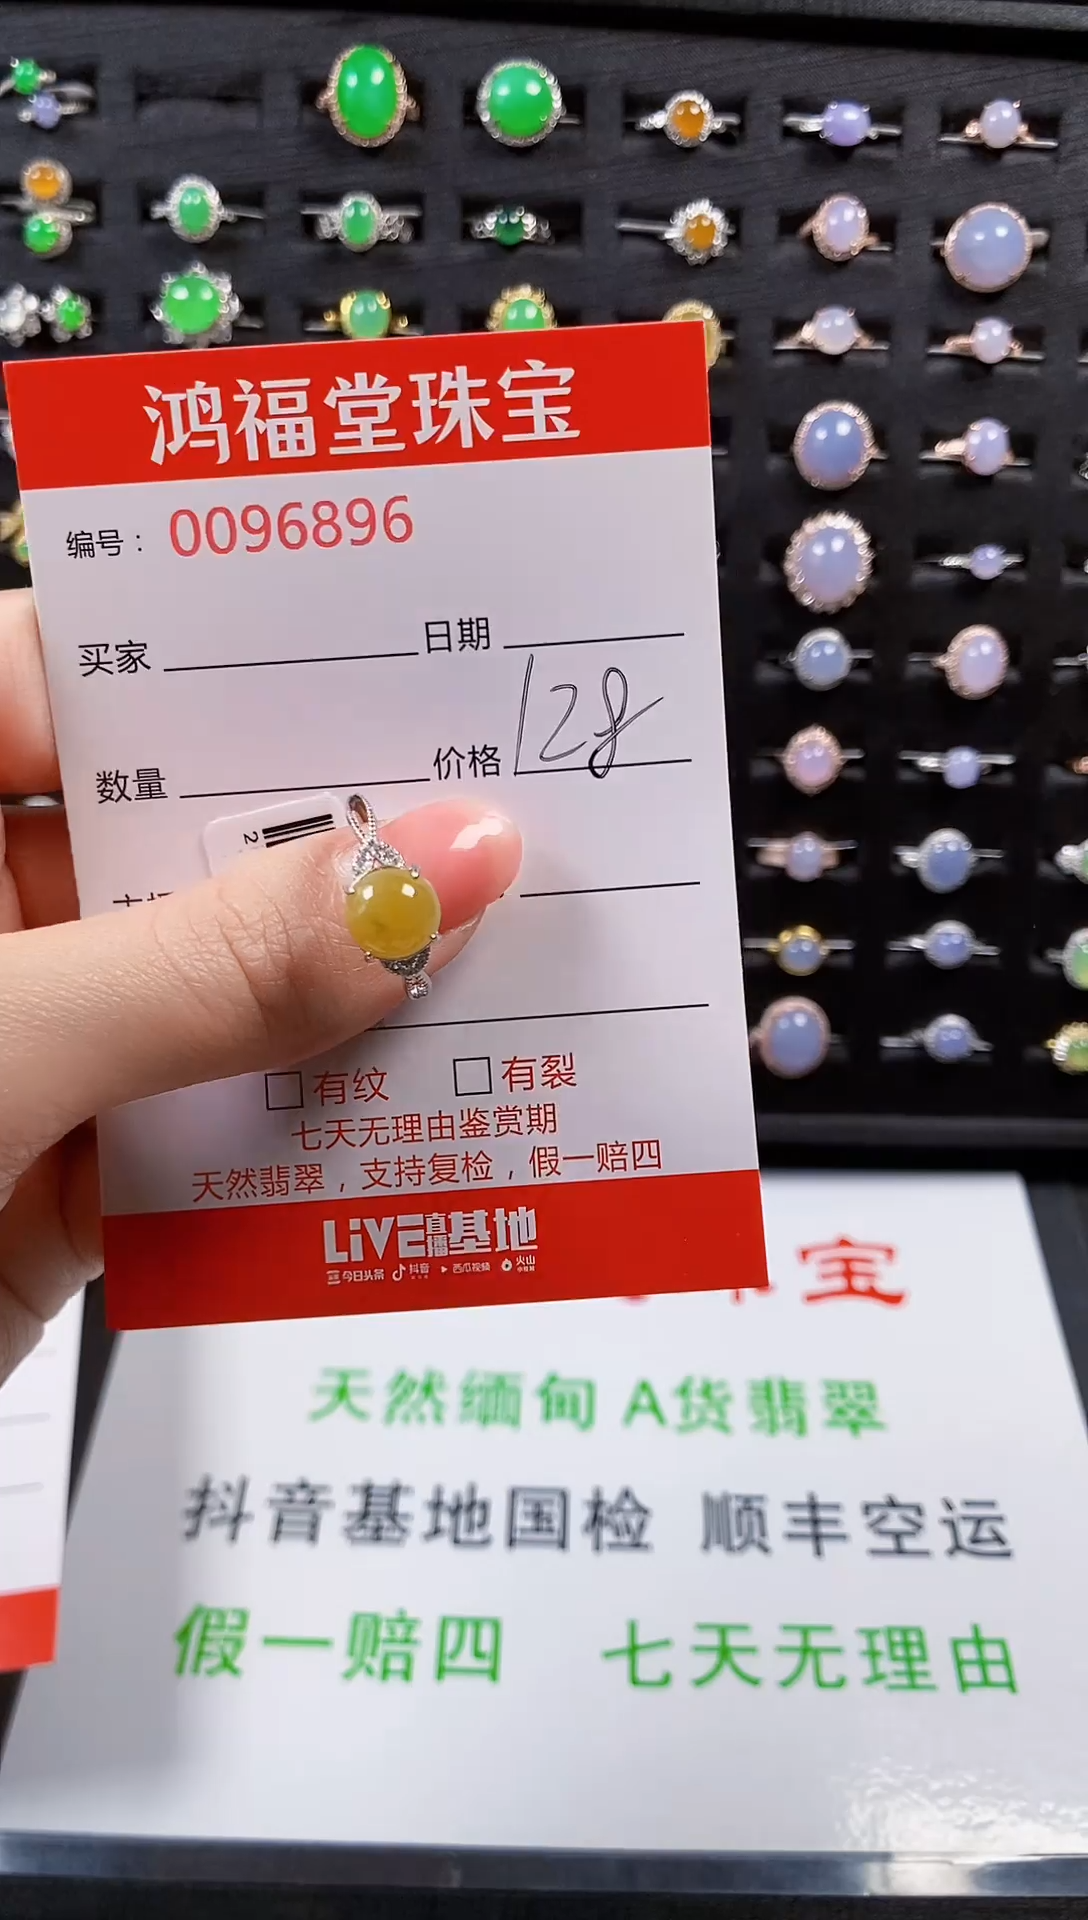 鸿福堂珠宝
编号： 0096896
买家 日期
数量 价格 128
2
□有纹 □有裂
七天无理由鉴赏期
天然翡翠，支持复检，假一赔四
LiVE直播基地
今日头条 抖音 西瓜视频 火山
宝
天然缅甸 A货翡翠
抖音基地国检 顺丰空运
假一赔四 七天无理由